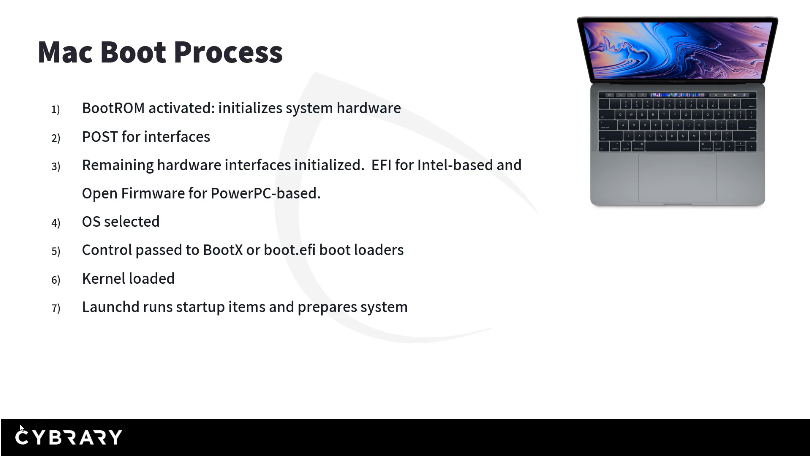 Mac Boot Process
1) BootROM activated: initializes system hardware
2) POST for interfaces
3) Remaining hardware interfaces initialized. EFI for Intel-based and
Open Firmware for PowerPC-based.
4) OS selected
5) Control passed to BootX or boot.efi boot loaders
6) Kernel loaded
7) Launchd runs startup items and prepares system
CYBRARY